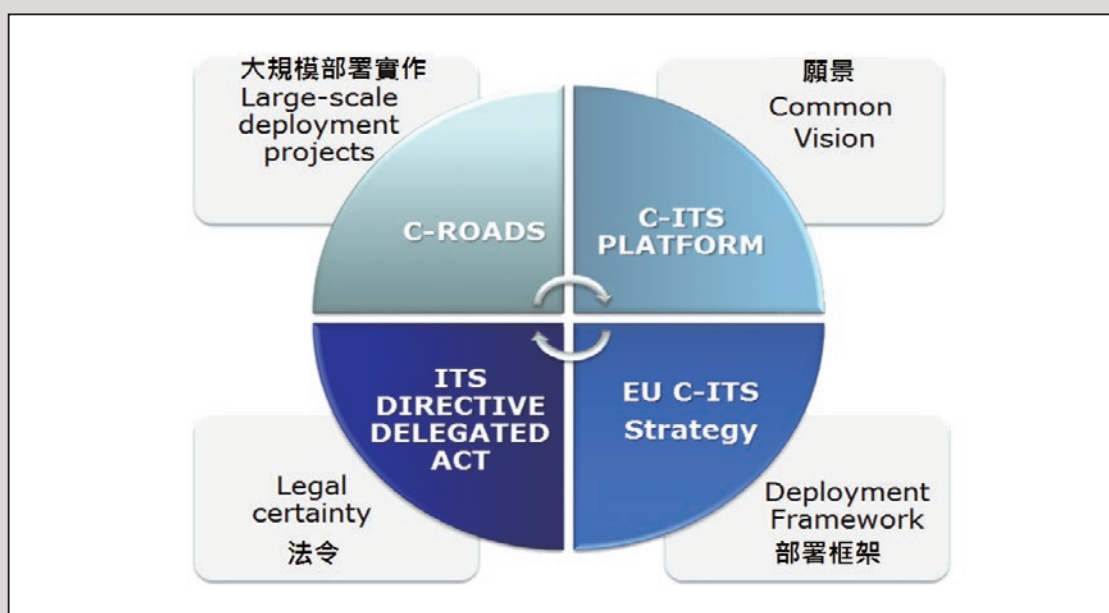 大規模部署實作
Large-scale
deployment
projects
願景
Common
Vision
C-ROADS
C-ITS
PLATFORM
ITS
DIRECTIVE
DELEGATED
ACT
EU C-ITS
Strategy
Legal
certainty
法令
Deployment
Framework
部署框架